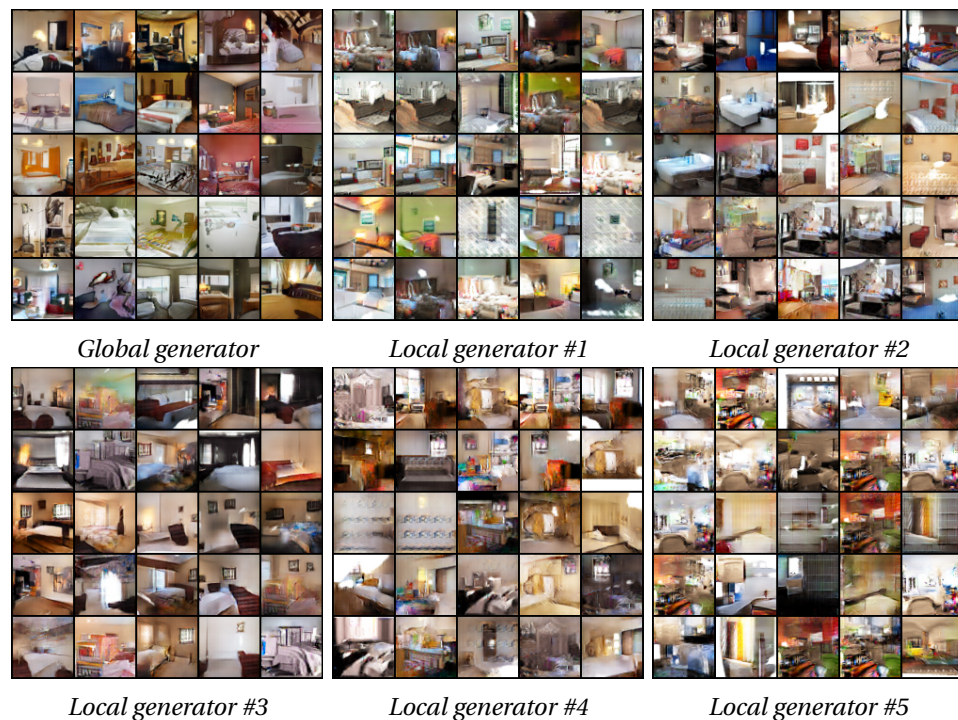 Global generator
Local generator #1
Local generator #2
Local generator #3
Local generator #4
Local generator #5